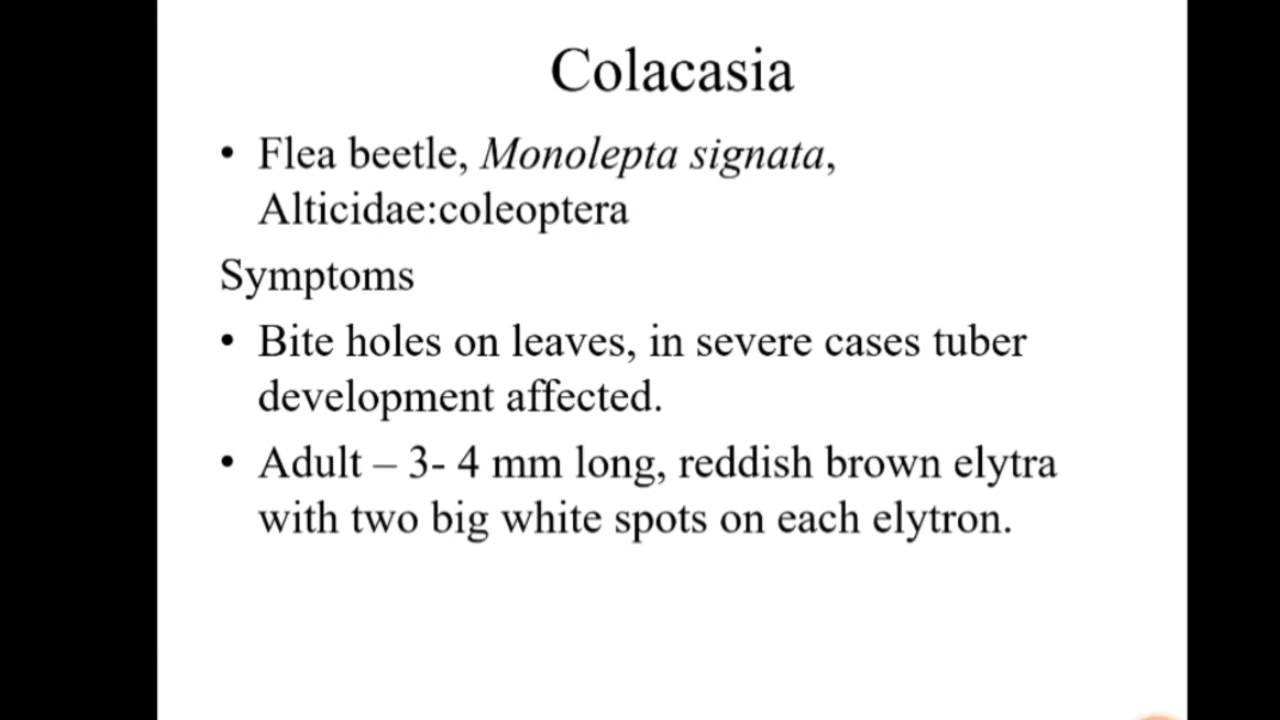 Colacasia
• Flea beetle, Monolepta signata,
Alticidae:coleoptera
Symptoms
• Bite holes on leaves, in severe cases tuber
development affected.
• Adult – 3- 4 mm long, reddish brown elytra
with two big white spots on each elytron.